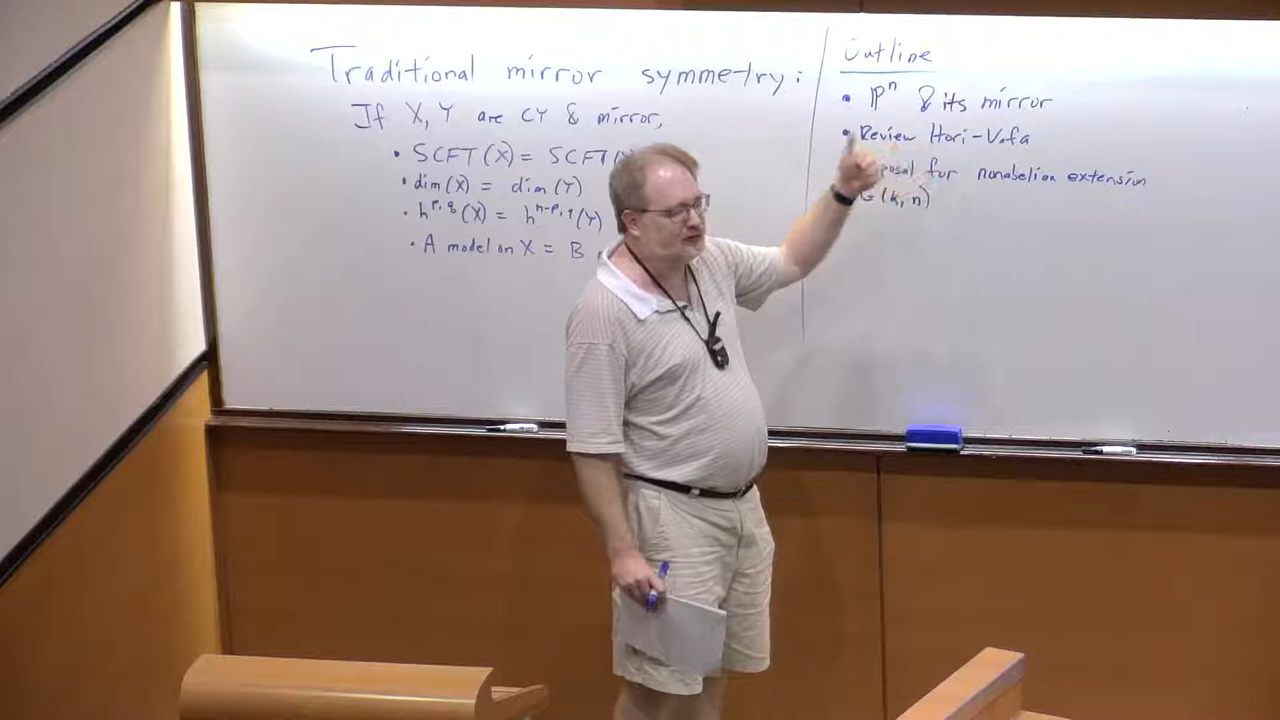 Traditional mirror symmetry:
If X, Y are CY & mirror,
• SCFT(X) = SCFT(
• dim(X) = dim(Y)
• h^{p,q}(X) = h^{n-p,q}(Y)
• A model on X = B
Outline
• ℙ^n & its mirror
• Review Hori-Vafa
posal for nonabelian extension
G(k,n)